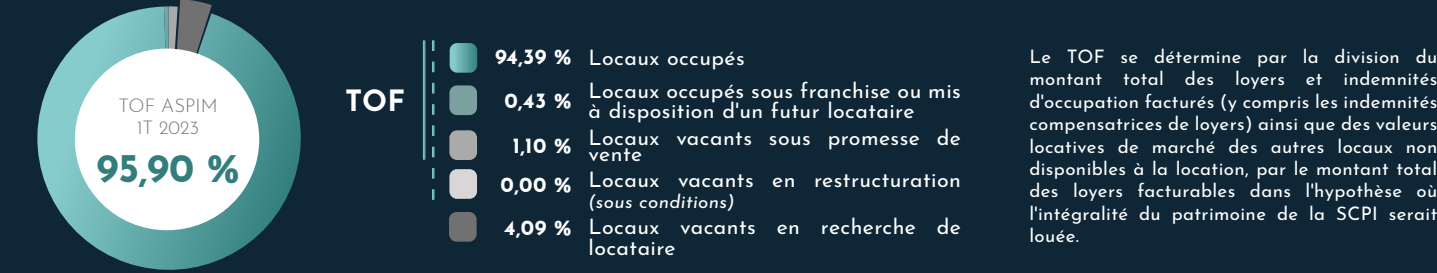 TOF ASPIM
1T 2023
95,90 %
TOF
94,39 % Locaux occupés
0,43 % Locaux occupés sous franchise ou mis
à disposition d'un futur locataire
1,10 % Locaux vacants sous promesse de
vente
0,00 % Locaux vacants en restructuration
(sous conditions)
4,09 % Locaux vacants en recherche de
locataire
Le TOF se détermine par la division du
montant total des loyers et indemnités
d'occupation facturés (y compris les indemnités
compensatrices de loyers) ainsi que des valeurs
locatives de marché des autres locaux non
disponibles à la location, par le montant total
des loyers facturables dans l'hypothèse où
l'intégralité du patrimoine de la SCPI serait
louée.